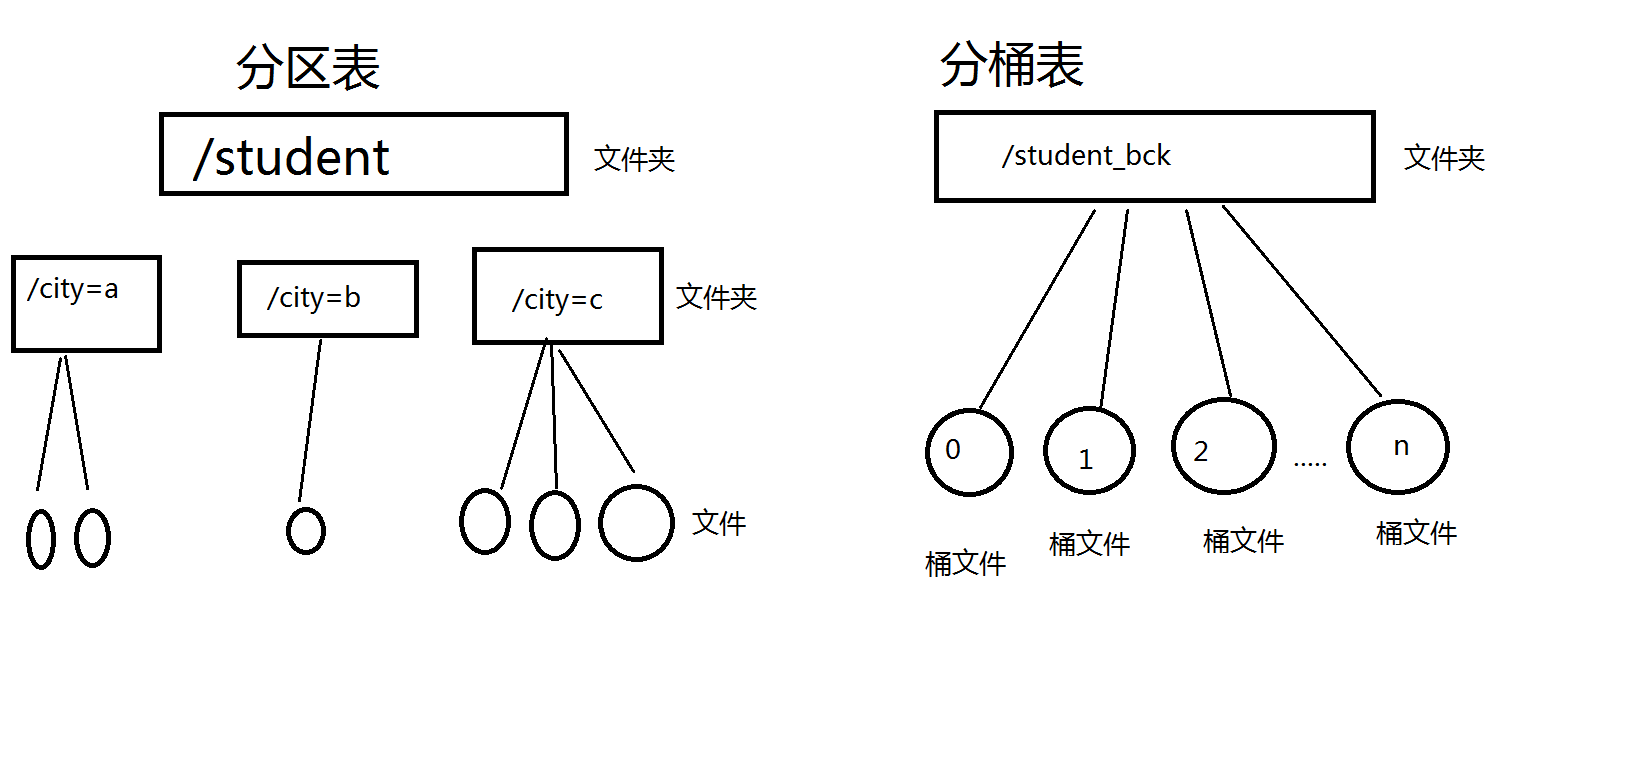 分区表
/student
文件夹
/city=a
/city=b
/city=c
文件夹
文件
分桶表
/student_bck
文件夹
0
1
2
.....
n
桶文件
桶文件
桶文件
桶文件